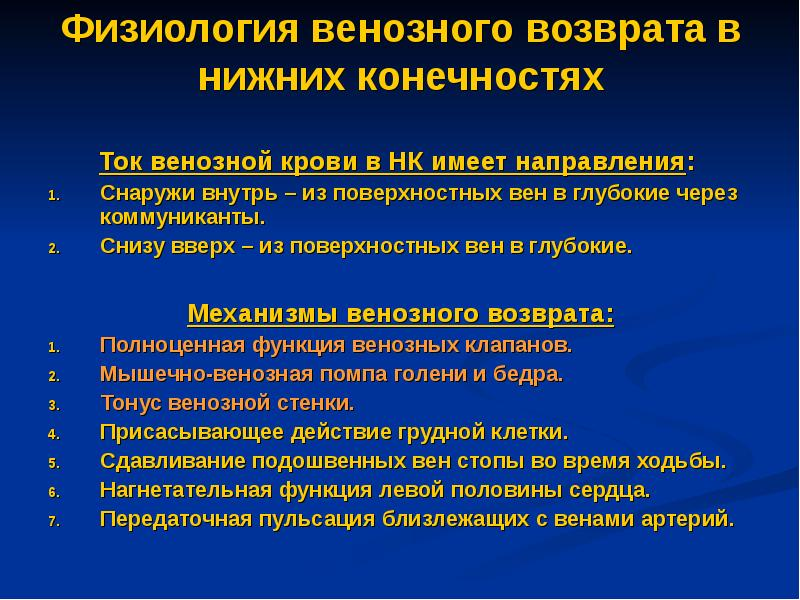 Физиология венозного возврата в
нижних конечностях
Ток венозной крови в НК имеет направления:
1. Снаружи внутрь – из поверхностных вен в глубокие через
коммуниканты.
2. Снизу вверх – из поверхностных вен в глубокие.
Механизмы венозного возврата:
1. Полноценная функция венозных клапанов.
2. Мышечно-венозная помпа голени и бедра.
3. Тонус венозной стенки.
4. Присасывающее действие грудной клетки.
5. Сдавливание подошвенных вен стопы во время ходьбы.
6. Нагнетательная функция левой половины сердца.
7. Передаточная пульсация близлежащих с венами артерий.